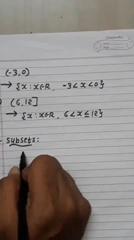 (-3,0)
→ {x : x∈R, -3<x<0}
(6,12]
→ {x : x∈R, 6<x≤12}
Subsets: